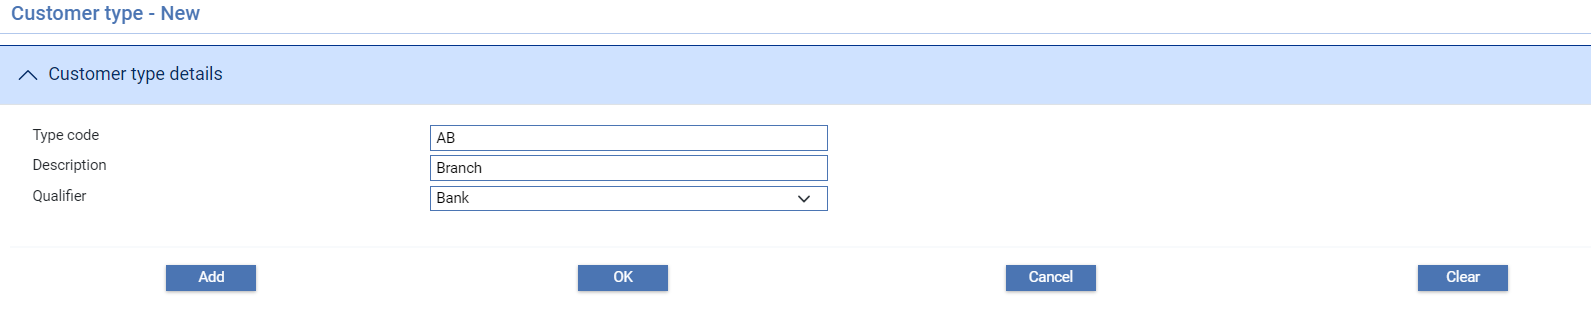 Customer type - New
Customer type details
Type code AB
Description Branch
Qualifier Bank
Add OK Cancel Clear